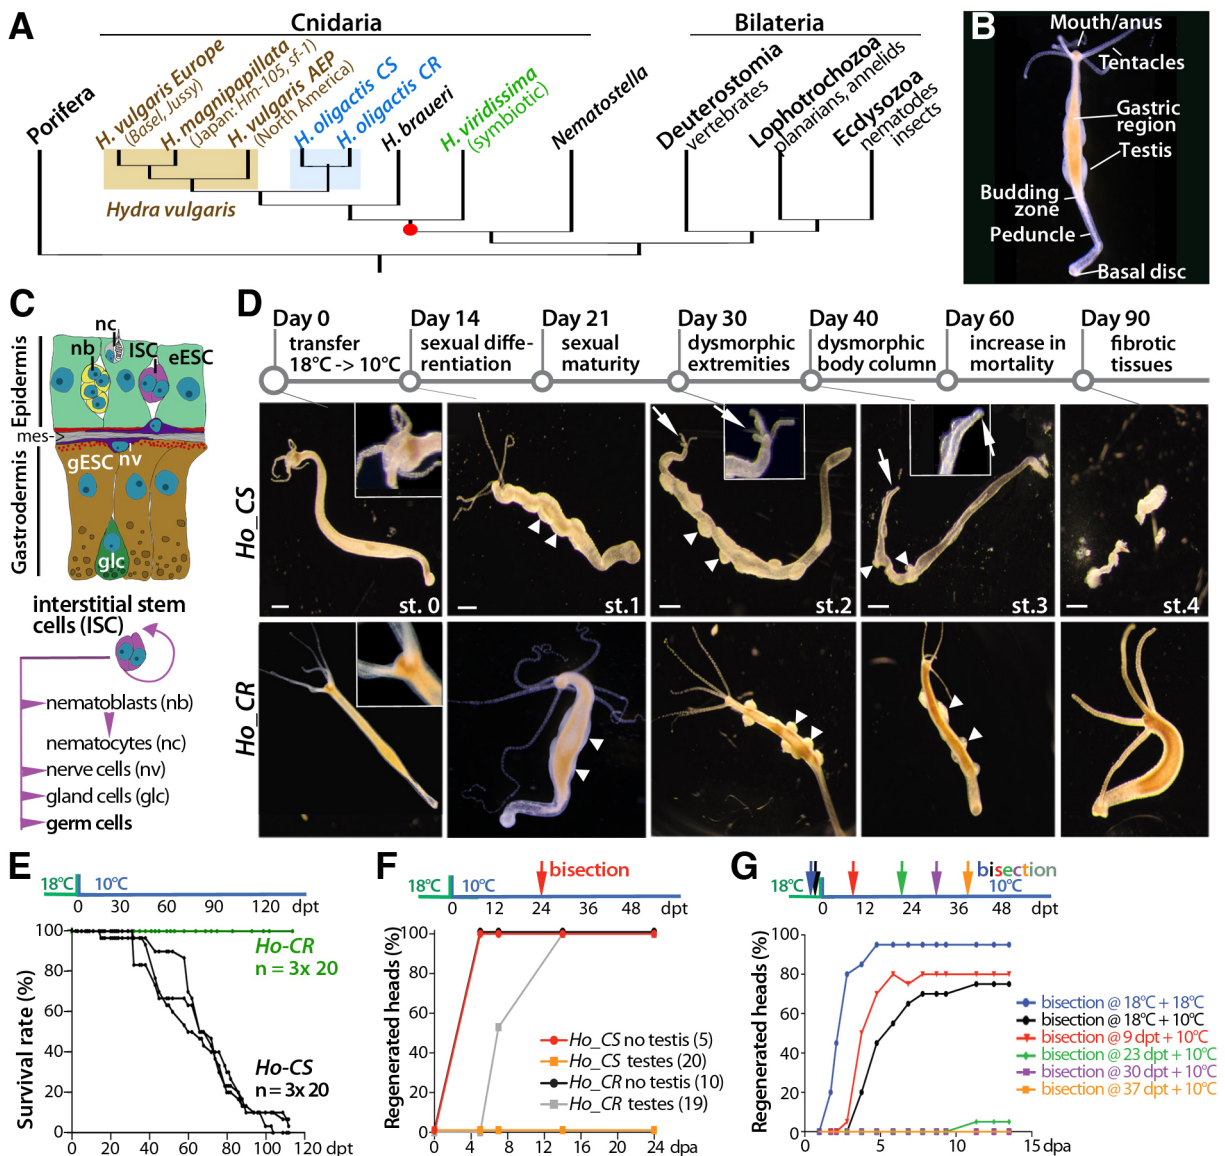 A
Cnidaria
Bilateria
Porifera
H. vulgaris Europe
(Basel, Jussy)
H. magnipapillata
(Japan: Hm-105, sf-1)
H. vulgaris AEP
(North America)
H. oligactis CS
H. oligactis CR
H. braueri
H. viridissima
(symbiotic)
Nematostella
Deuterostomia
vertebrates
Lophotrochozoa
planarians, annelids
Ecdysozoa
nematodes
insects
Hydra vulgaris
B
Mouth/anus
Tentacles
Gastric
region
Testis
Budding
zone
Peduncle
Basal disc
C
Epidermis
Gastrodermis
nc
nb
ISC
eESC
mes->
gESC
nv
glc
interstitial stem
cells (ISC)
nematoblasts (nb)
nematocytes (nc)
nerve cells (nv)
gland cells (glc)
germ cells
D
Day 0
transfer
18°C -> 10°C
Day 14
sexual diffe-
rentiation
Day 21
sexual
maturity
Day 30
dysmorphic
extremities
Day 40
dysmorphic
body column
Day 60
increase in
mortality
Day 90
fibrotic
tissues
Ho_CS
st. 0
st.1
st.2
st.3
st.4
Ho_CR
E
18°C
10°C
0 30 60 90 120 dpt
Survival rate (%)
100
80
60
40
20
0
Ho-CR
n = 3x 20
Ho-CS
n = 3x 20
0 20 40 60 80 100 120 dpt
F
bisection
18°C
10°C
0 12 24 36 48 dpt
Regenerated heads (%)
100
80
60
40
20
0
Ho_CS no testis (5)
Ho_CS testes (20)
Ho_CR no testis (10)
Ho_CR testes (19)
0 4 8 12 16 20 24 dpa
G
bisection
18°C
10°C
0 12 24 36 48 dpt
Regenerated heads (%)
100
80
60
40
20
0
bisection @ 18°C + 18°C
bisection @ 18°C + 10°C
bisection @ 9 dpt + 10°C
bisection @ 23 dpt + 10°C
bisection @ 30 dpt + 10°C
bisection @ 37 dpt + 10°C
0 5 10 15 dpa